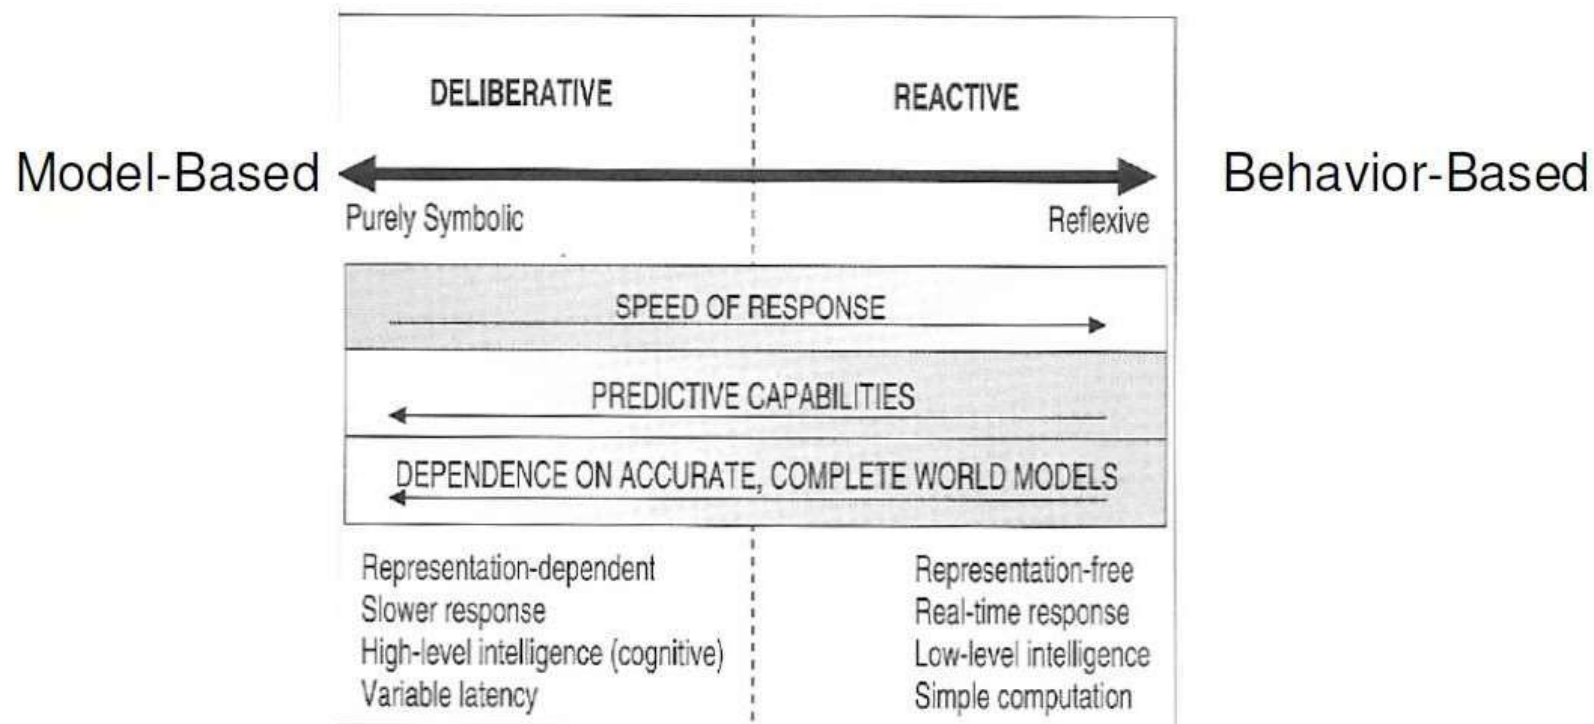 DELIBERATIVE
REACTIVE
Model-Based
Behavior-Based
Purely Symbolic
Reflexive
SPEED OF RESPONSE
PREDICTIVE CAPABILITIES
DEPENDENCE ON ACCURATE, COMPLETE WORLD MODELS
Representation-dependent
Slower response
High-level intelligence (cognitive)
Variable latency
Representation-free
Real-time response
Low-level intelligence
Simple computation